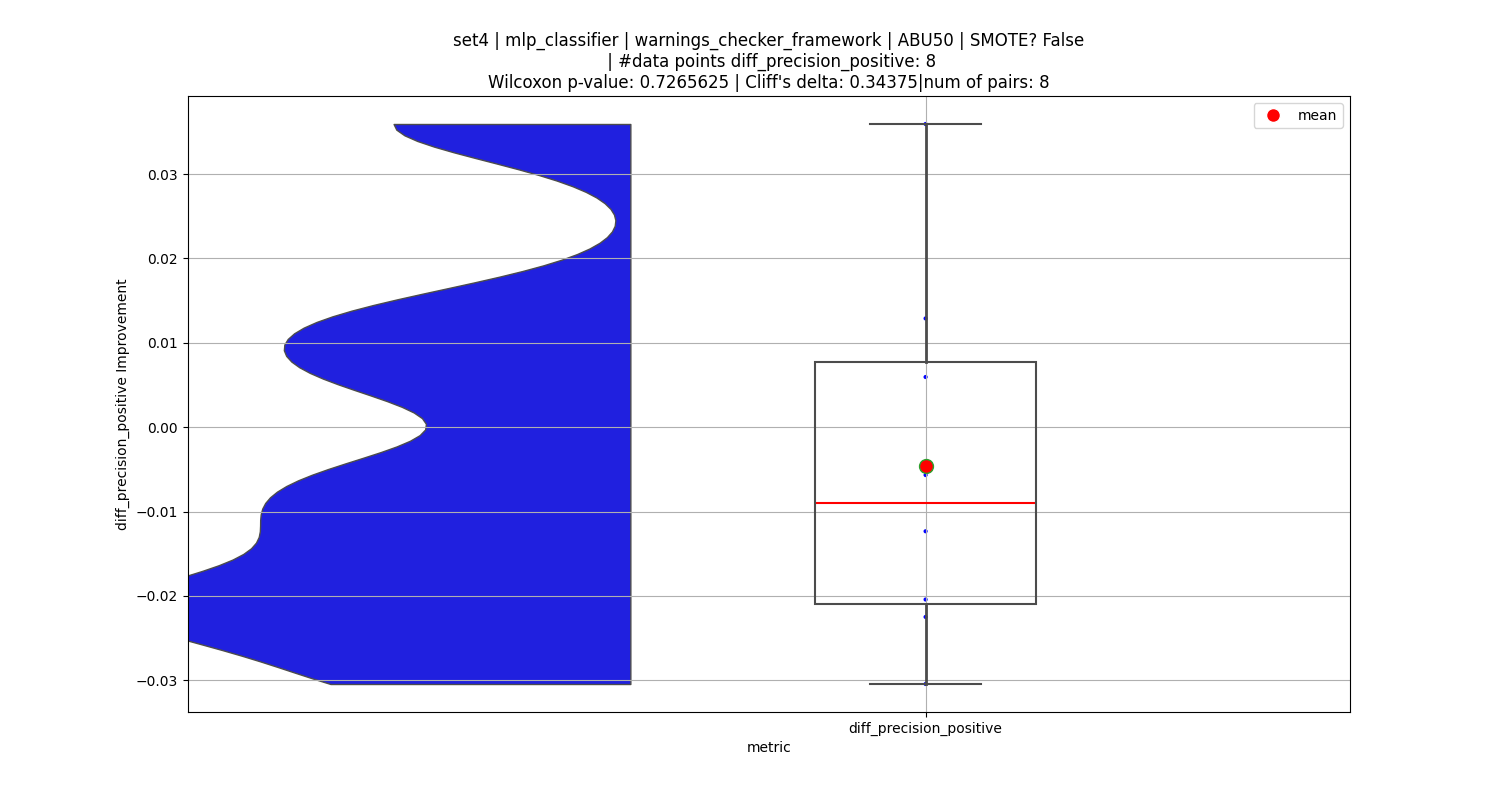 set4 | mlp_classifier | warnings_checker_framework | ABU50 | SMOTE? False
| #data points diff_precision_positive: 8
Wilcoxon p-value: 0.7265625 | Cliff's delta: 0.34375|num of pairs: 8
mean
0.03
0.02
0.01
0.00
−0.01
−0.02
−0.03
diff_precision_positive Improvement
diff_precision_positive
metric